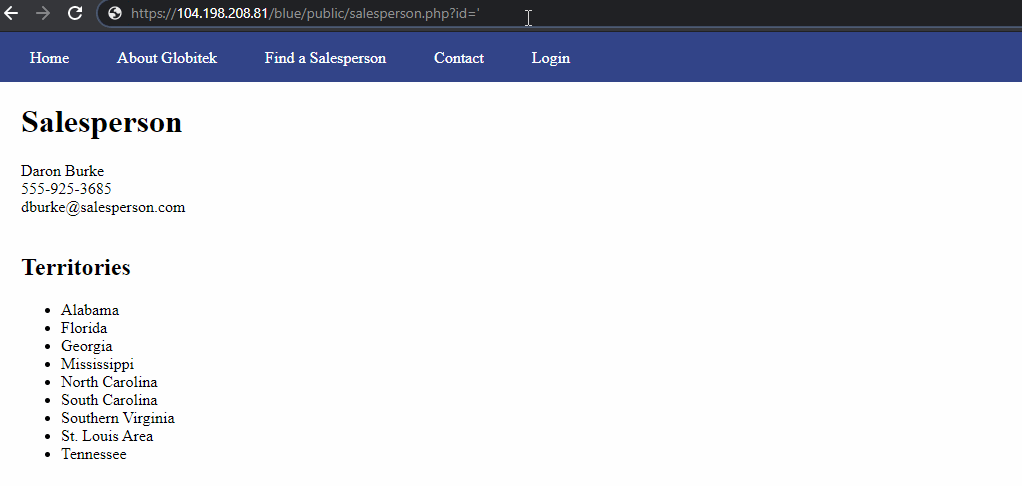 https://104.198.208.81/blue/public/salesperson.php?id='
Home About Globitek Find a Salesperson Contact Login
Salesperson
Daron Burke
555-925-3685
dburke@salesperson.com
Territories
Alabama
Florida
Georgia
Mississippi
North Carolina
South Carolina
Southern Virginia
St. Louis Area
Tennessee